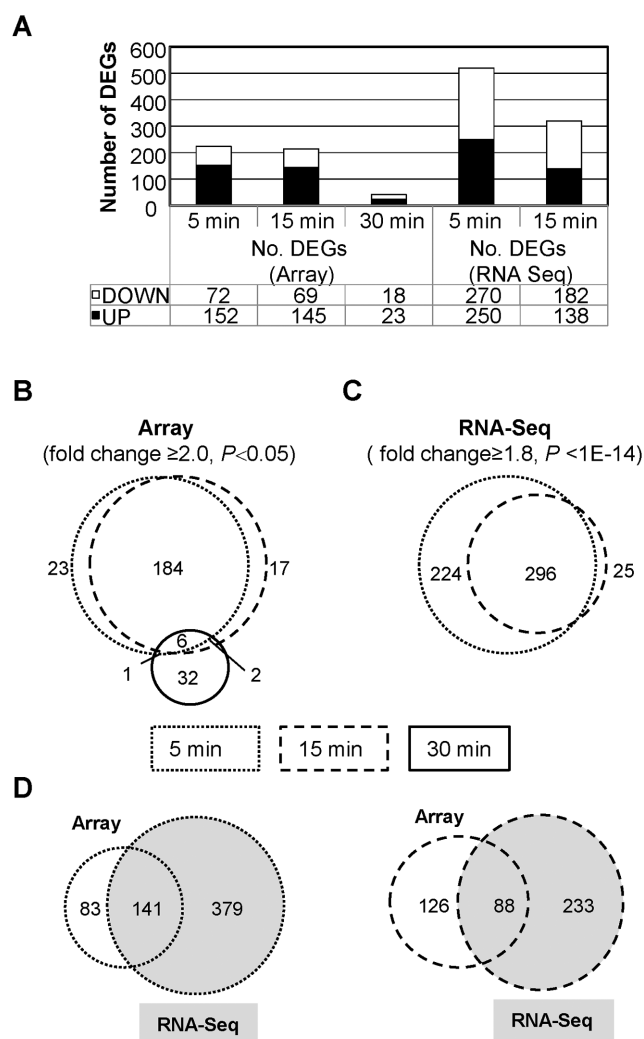 A
Number of DEGs
600
500
400
300
200
100
0
5 min 15 min 30 min 5 min 15 min
No. DEGs (Array) No. DEGs (RNA Seq)
DOWN 72 69 18 270 182
UP 152 145 23 250 138
B
Array
(fold change ≥2.0, P<0.05)
23 184 17
6
1 32 2
C
RNA-Seq
( fold change≥1.8, P <1E-14)
224 296 25
5 min 15 min 30 min
D
Array
83 141 379
RNA-Seq
Array
126 88 233
RNA-Seq